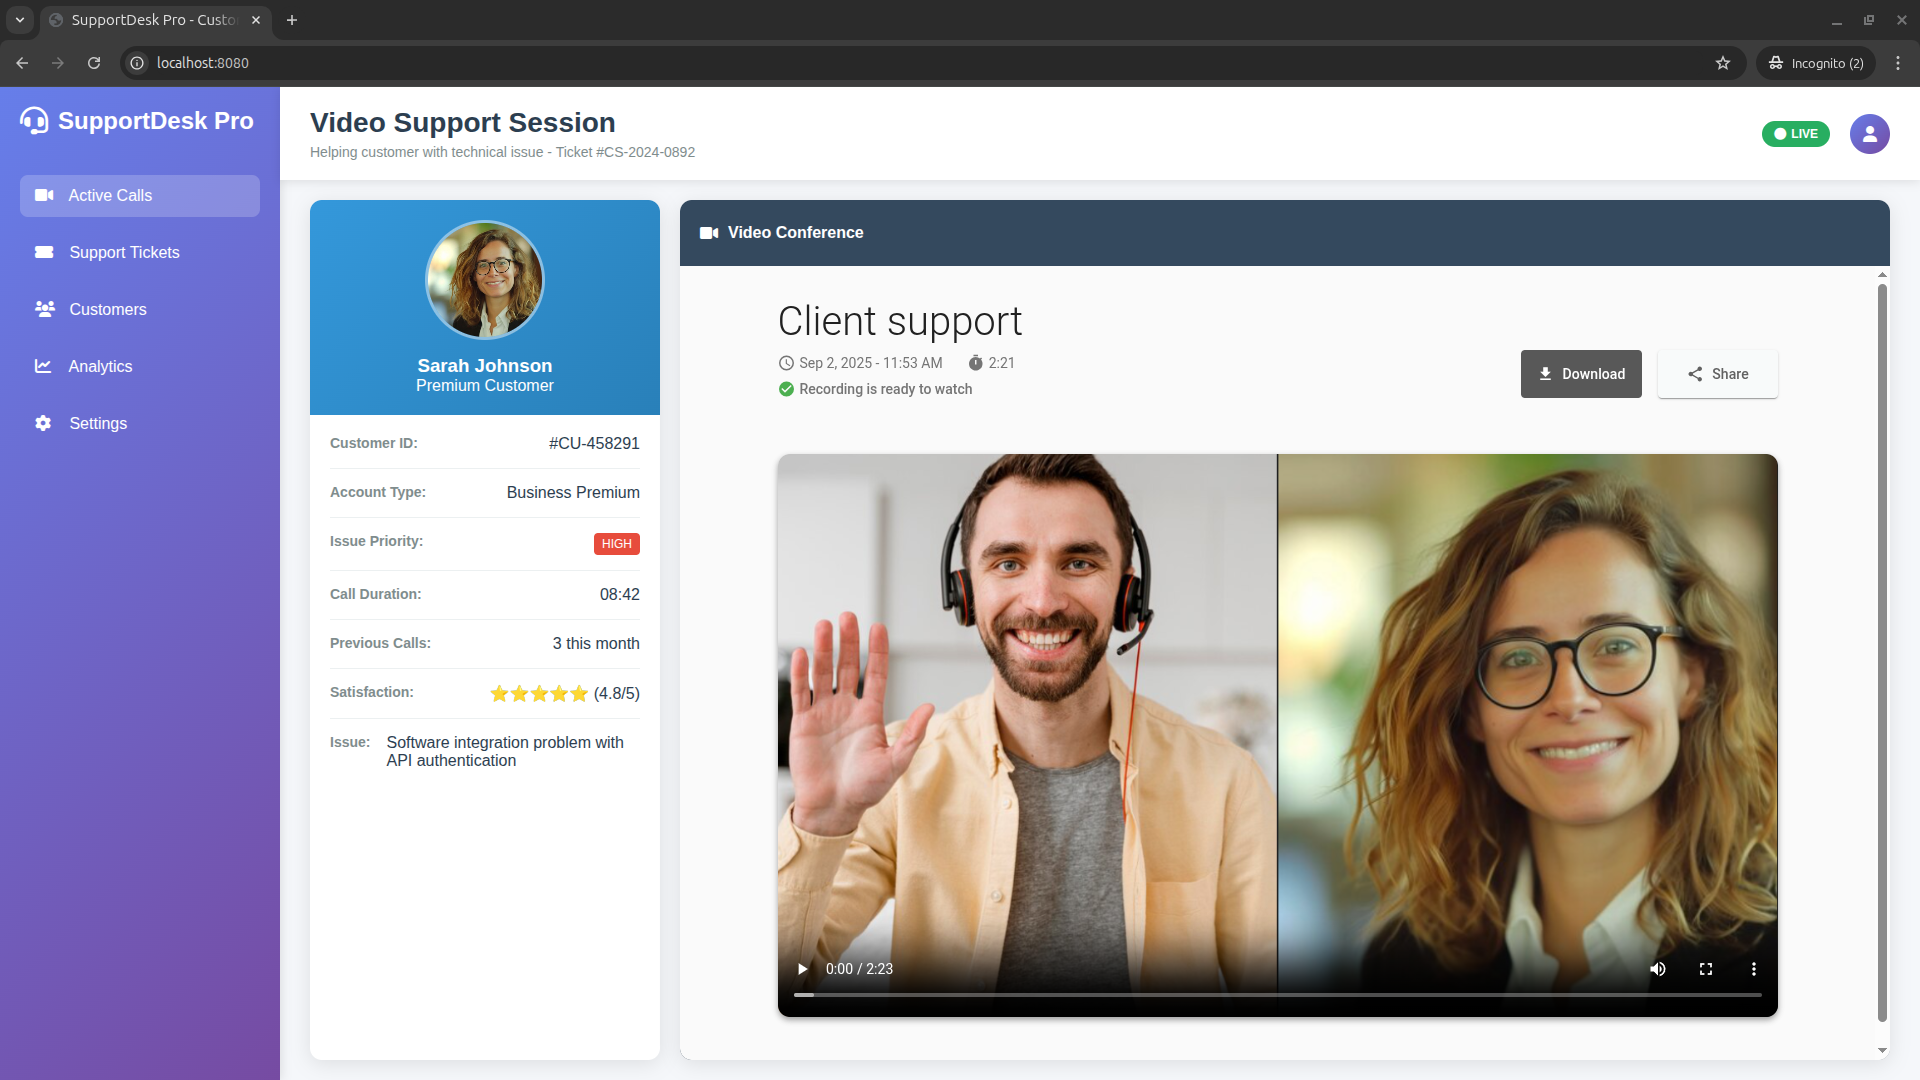 SupportDesk Pro - Custo
localhost:8080
Incognito (2)
SupportDesk Pro
Active Calls
Support Tickets
Customers
Analytics
Settings
Video Support Session
Helping customer with technical issue - Ticket #CS-2024-0892
LIVE
Sarah Johnson
Premium Customer
Customer ID: #CU-458291
Account Type: Business Premium
Issue Priority: HIGH
Call Duration: 08:42
Previous Calls: 3 this month
Satisfaction: ⭐⭐⭐⭐⭐ (4.8/5)
Issue: Software integration problem with
API authentication
Video Conference
Client support
Sep 2, 2025 - 11:53 AM 2:21
Recording is ready to watch
Download
Share
0:00 / 2:23